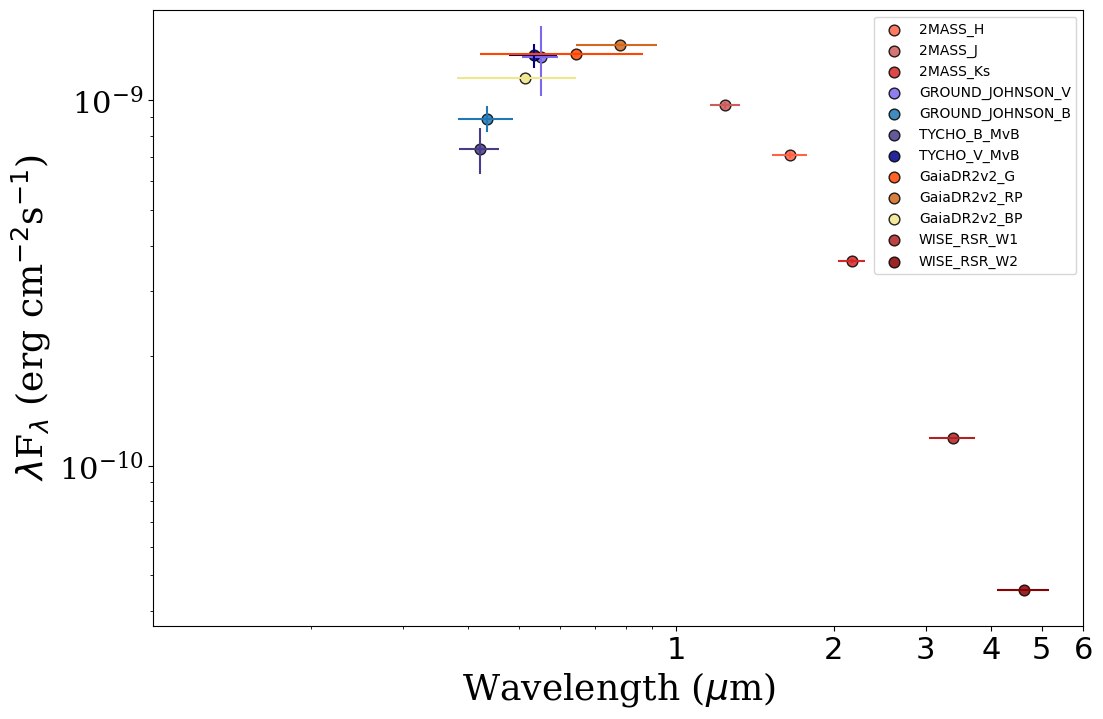 2MASS_H
2MASS_J
2MASS_Ks
GROUND_JOHNSON_V
GROUND_JOHNSON_B
TYCHO_B_MvB
TYCHO_V_MvB
GaiaDR2v2_G
GaiaDR2v2_RP
GaiaDR2v2_BP
WISE_RSR_W1
WISE_RSR_W2
10⁻⁹
10⁻¹⁰
λF_λ (erg cm⁻²s⁻¹)
1 2 3 4 5 6
Wavelength (μm)